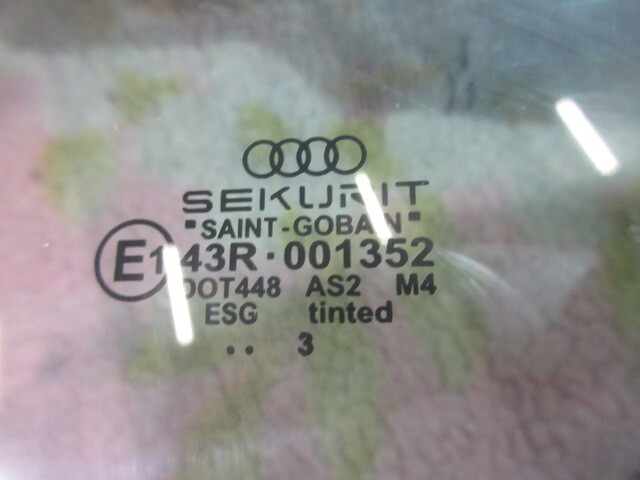 SEKURIT
"SAINT-GOBAIN"
E1 43R·001352
DOT448 AS2 M4
ESG tinted
.. 3